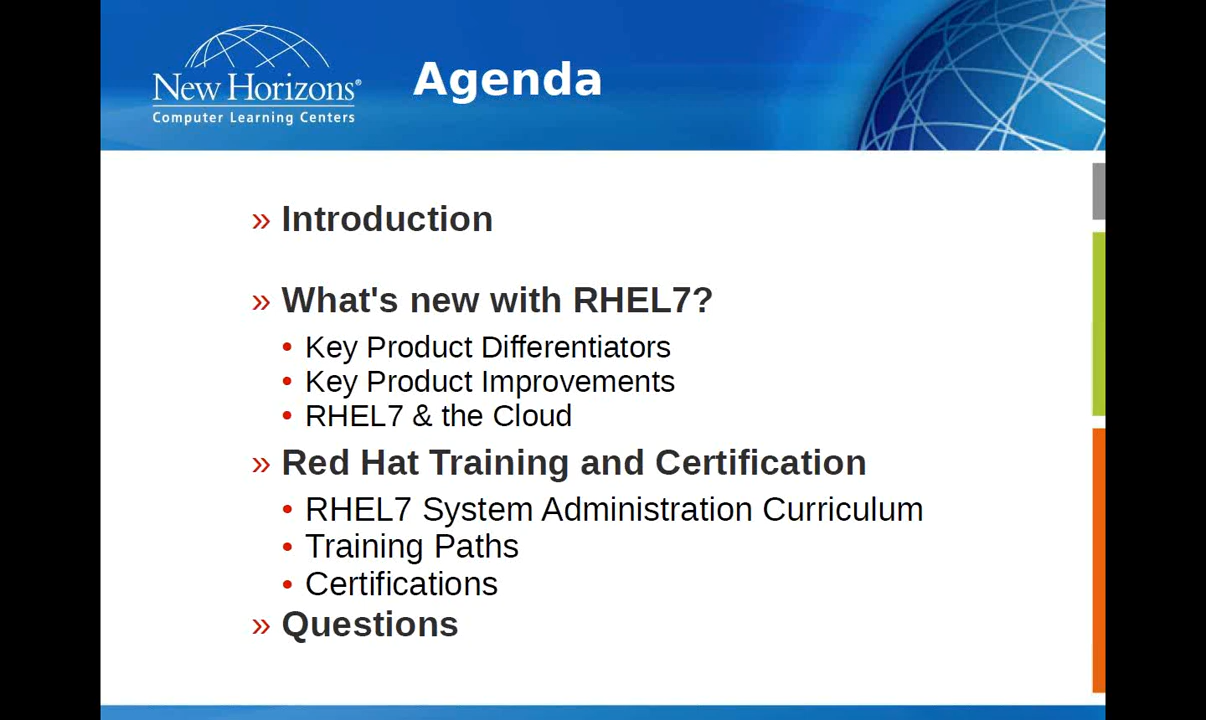 New Horizons®
Computer Learning Centers
Agenda
» Introduction
» What's new with RHEL7?
• Key Product Differentiators
• Key Product Improvements
• RHEL7 & the Cloud
» Red Hat Training and Certification
• RHEL7 System Administration Curriculum
• Training Paths
• Certifications
» Questions